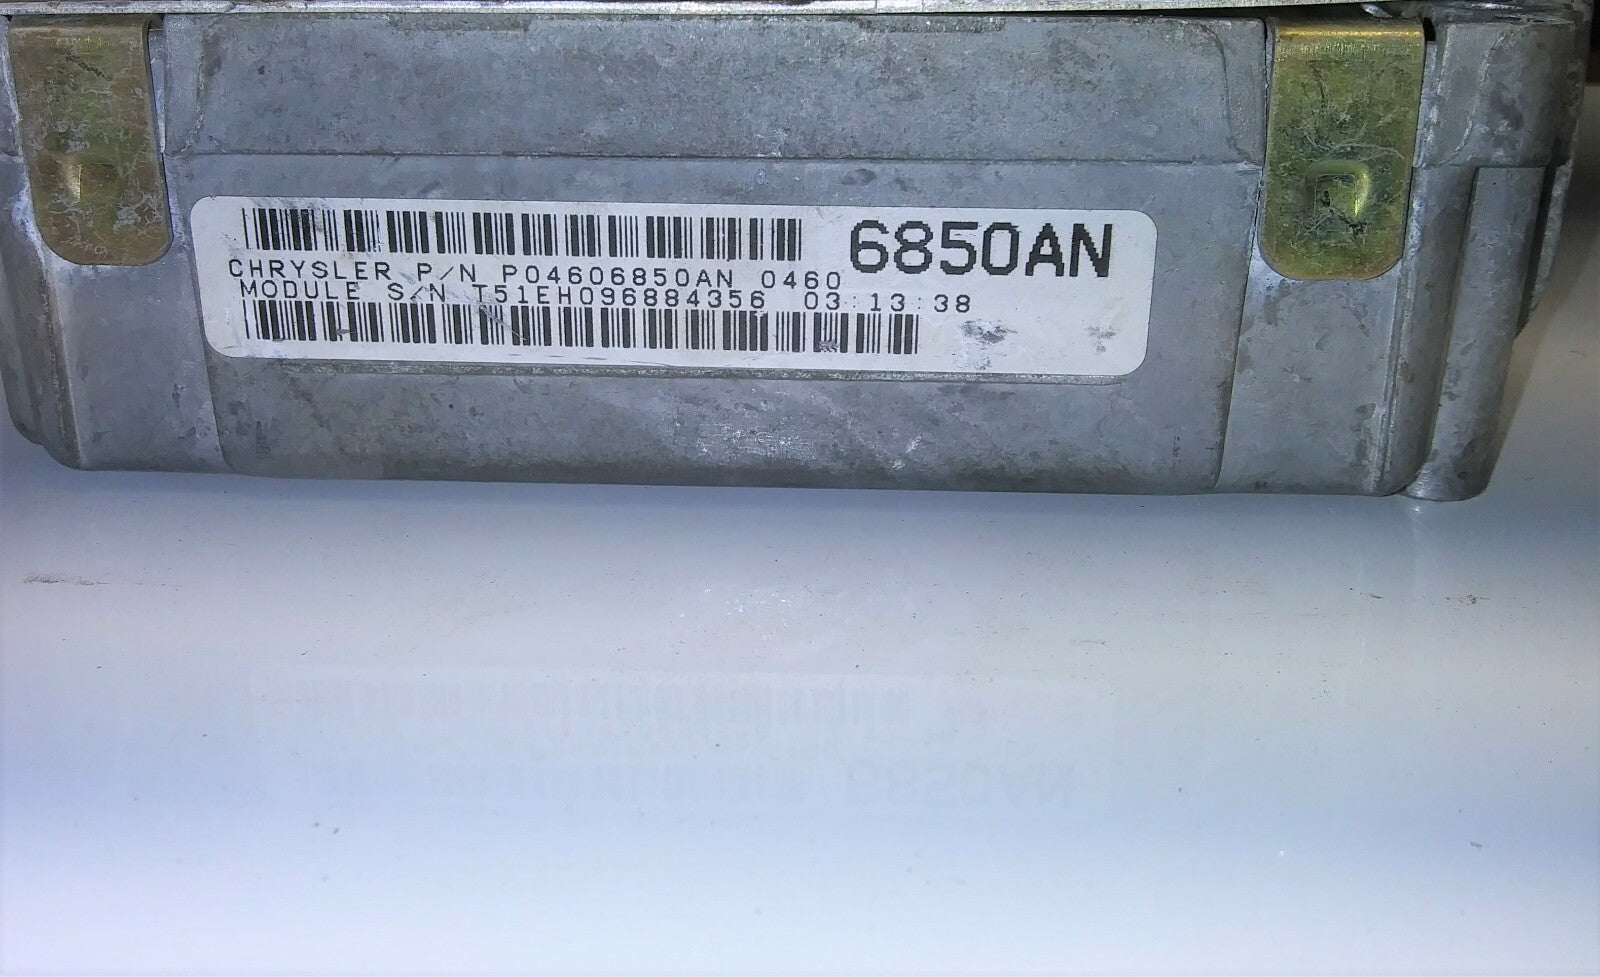 6850AN
CHRYSLER P/N P04606850AN 0460
MODULE S/N T51EH096884356 03:13:38